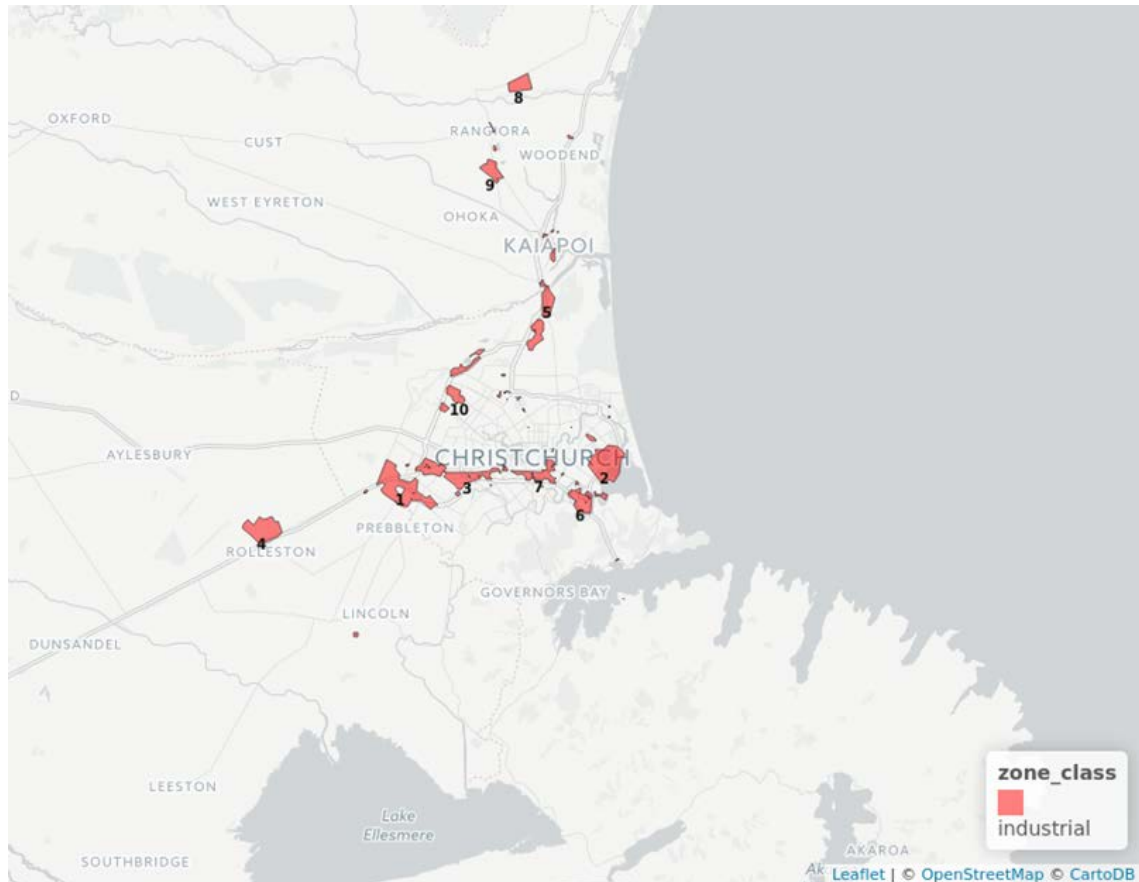 8
OXFORD
RANGIORA
CUST
WOODEND
9
WEST EYRETON
OHOKA
KAIAPOI
5
D
10
AYLESBURY
CHRISTCHURCH
2
3
7
1
6
PREBBLETON
4
ROLLESTON
GOVERNORS BAY
LINCOLN
DUNSANDEL
zone_class
LEESTON
industrial
Lake
Ellesmere
AKAROA
SOUTHBRIDGE
Ak
Leaflet | © OpenStreetMap © CartoDB